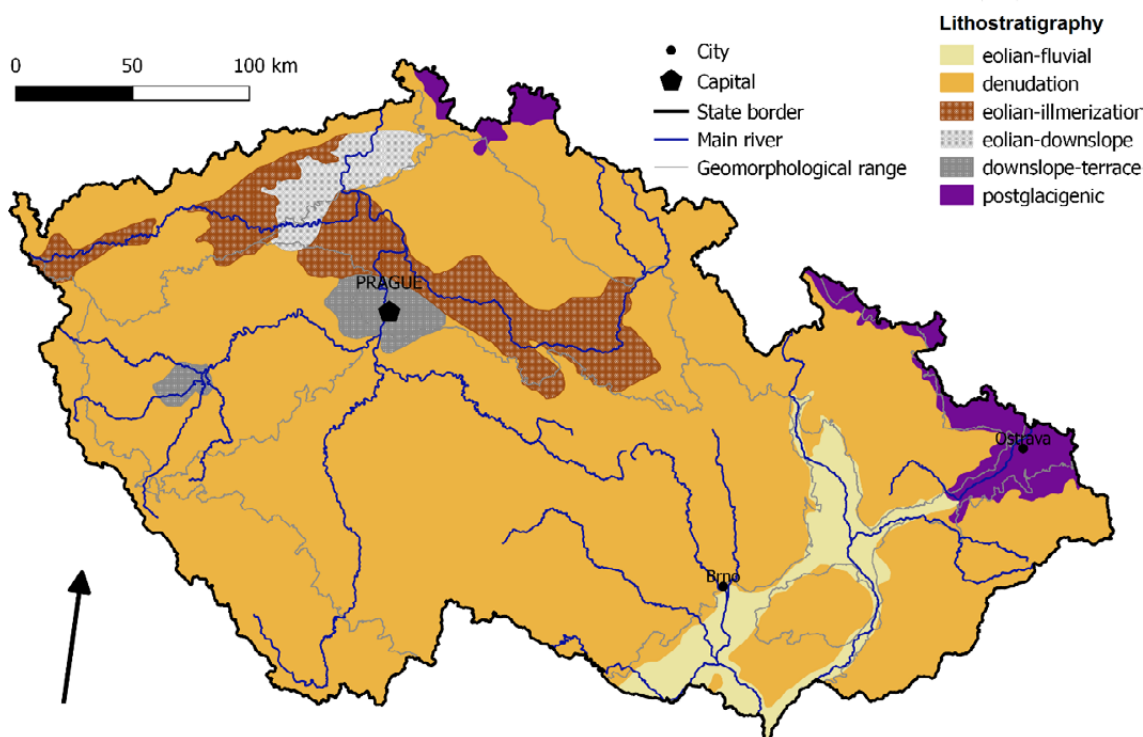 0 50 100 km
City
Capital
State border
Main river
Geomorphological range
Lithostratigraphy
eolian-fluvial
denudation
eolian-illmerization
eolian-downslope
downslope-terrace
postglacigenic
PRAGUE
Ostrava
Brno